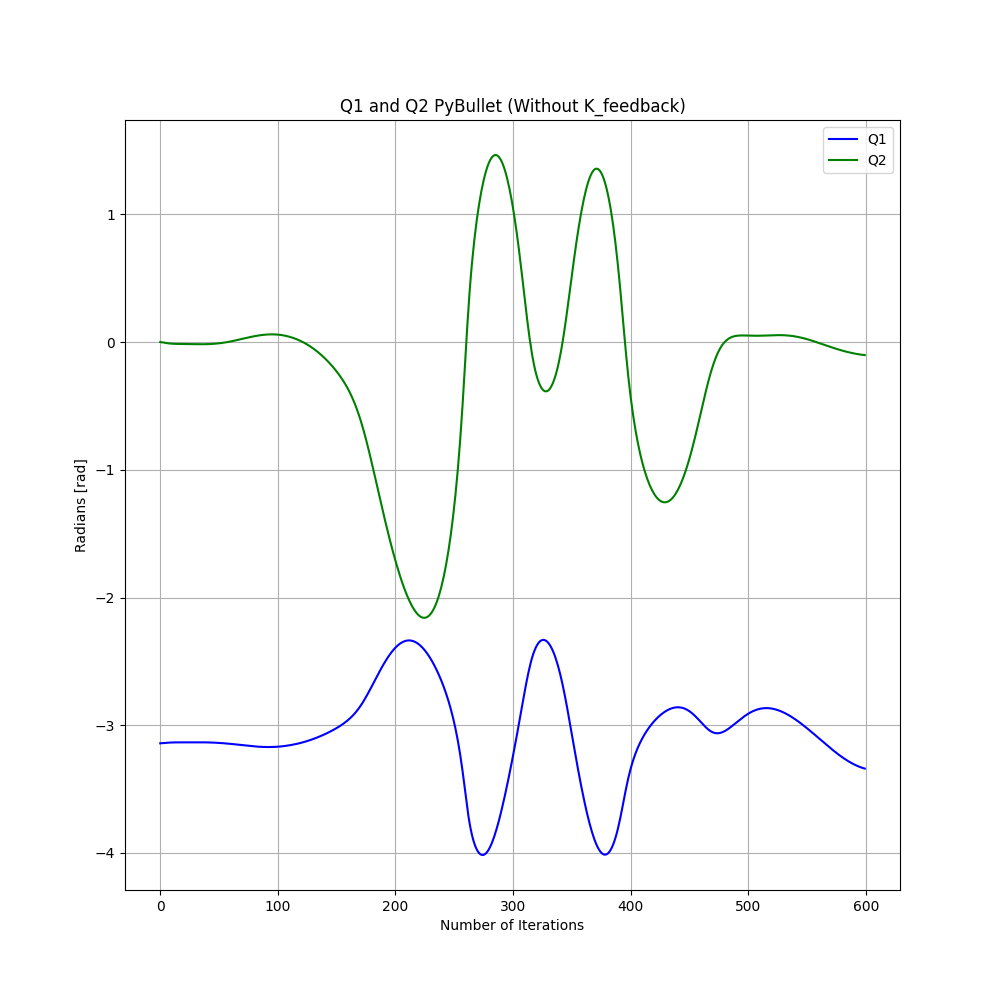 Q1 and Q2 PyBullet (Without K_feedback)
Q1
Q2
1
0
−1
−2
−3
−4
Radians [rad]
0 100 200 300 400 500 600
Number of Iterations